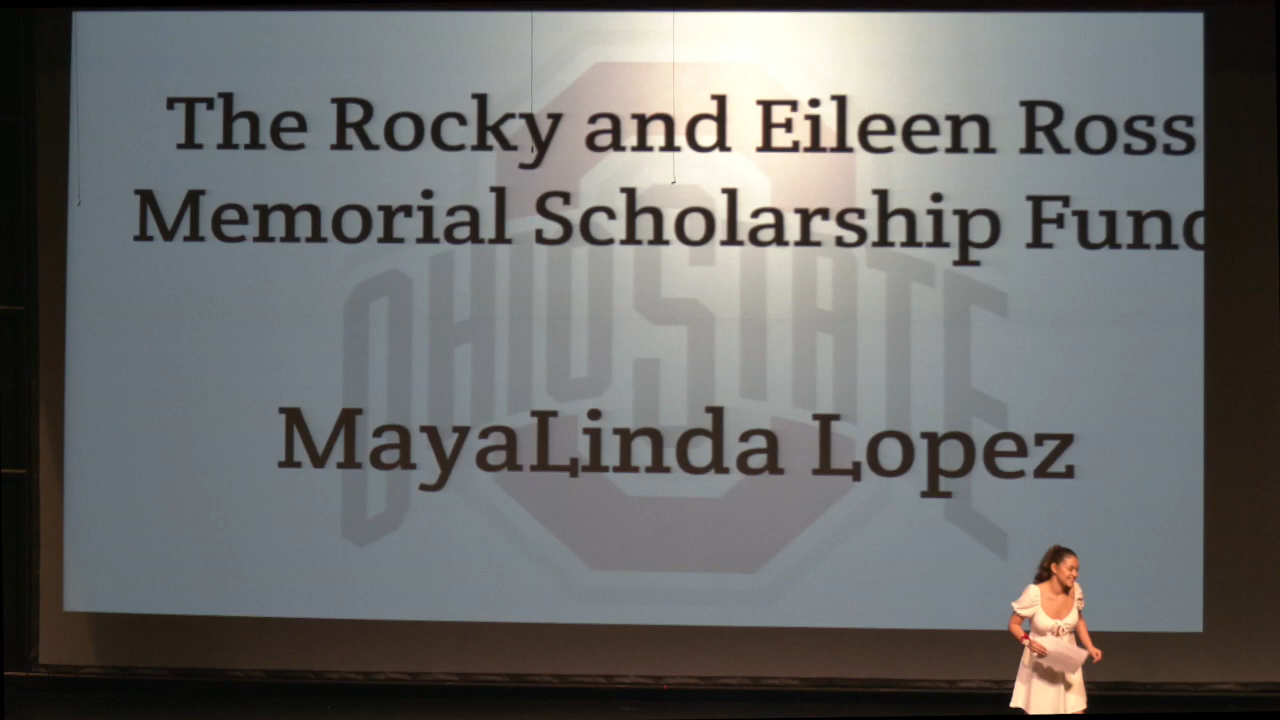 The Rocky and Eileen Ross
Memorial Scholarship Fund
OHIO STATE
MayaLinda Lopez